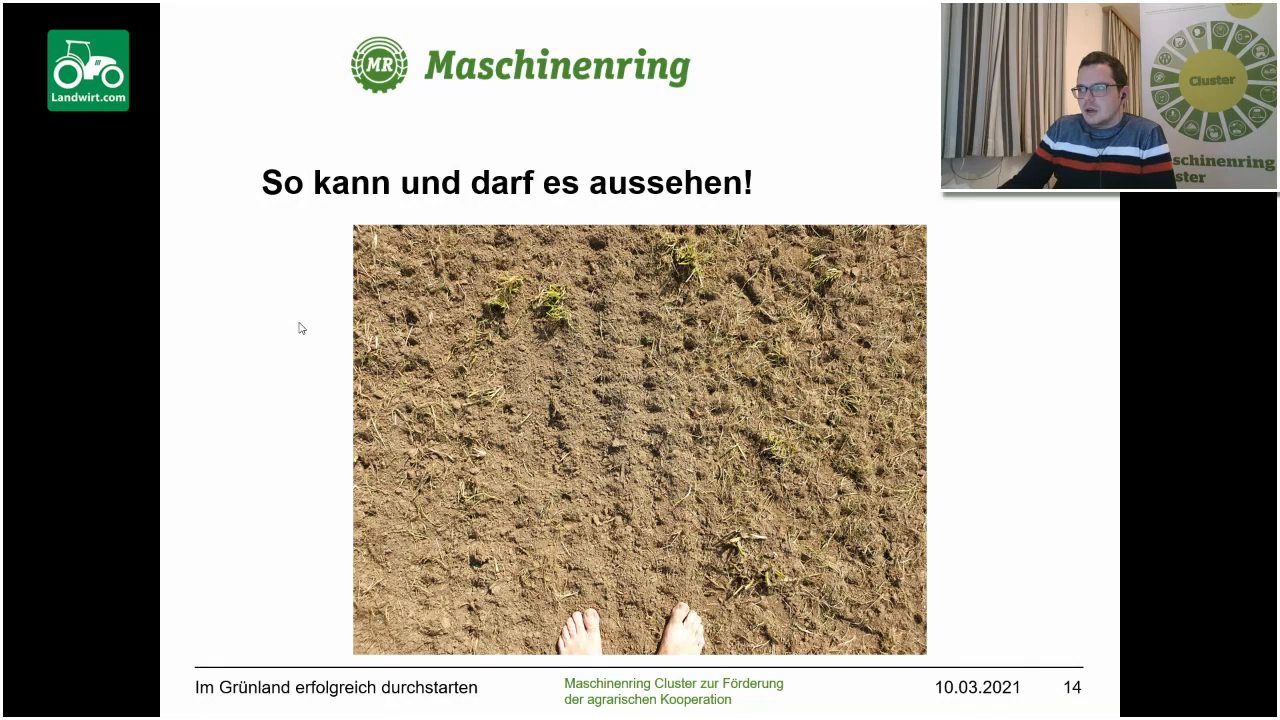 Landwirt.com
MR Maschinenring
Cluster
schinenring
ster
So kann und darf es aussehen!
Im Grünland erfolgreich durchstarten
Maschinenring Cluster zur Förderung
der agrarischen Kooperation
10.03.2021
14